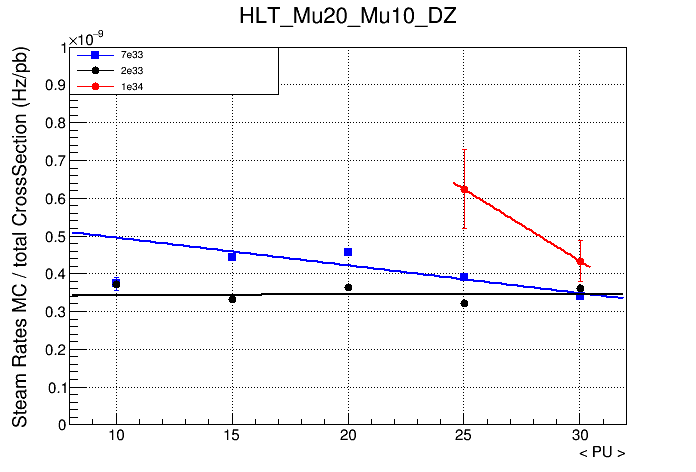 HLT_Mu20_Mu10_DZ
×10⁻⁹
Steam Rates MC / total CrossSection (Hz/pb)
7e33
2e33
1e34
1
0.9
0.8
0.7
0.6
0.5
0.4
0.3
0.2
0.1
0
10 15 20 25 30
< PU >